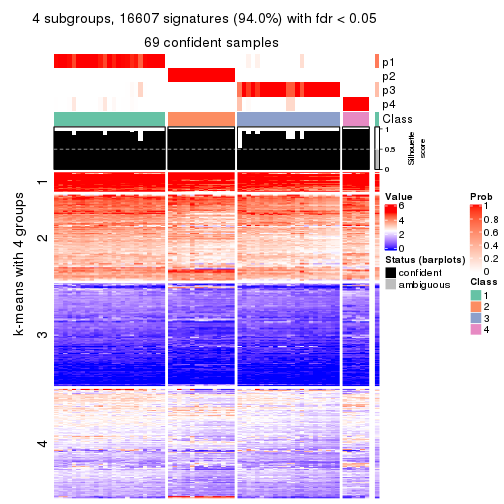 4 subgroups, 16607 signatures (94.0%) with fdr < 0.05
69 confident samples
p1
p2
p3
p4
Class
1
0.5
0
Silhouette
score
k-means with 4 groups
1
2
3
4
Value
6
4
2
0
Status (barplots)
confident
ambiguous
Prob
1
0.8
0.6
0.4
0.2
0
Class
1
2
3
4